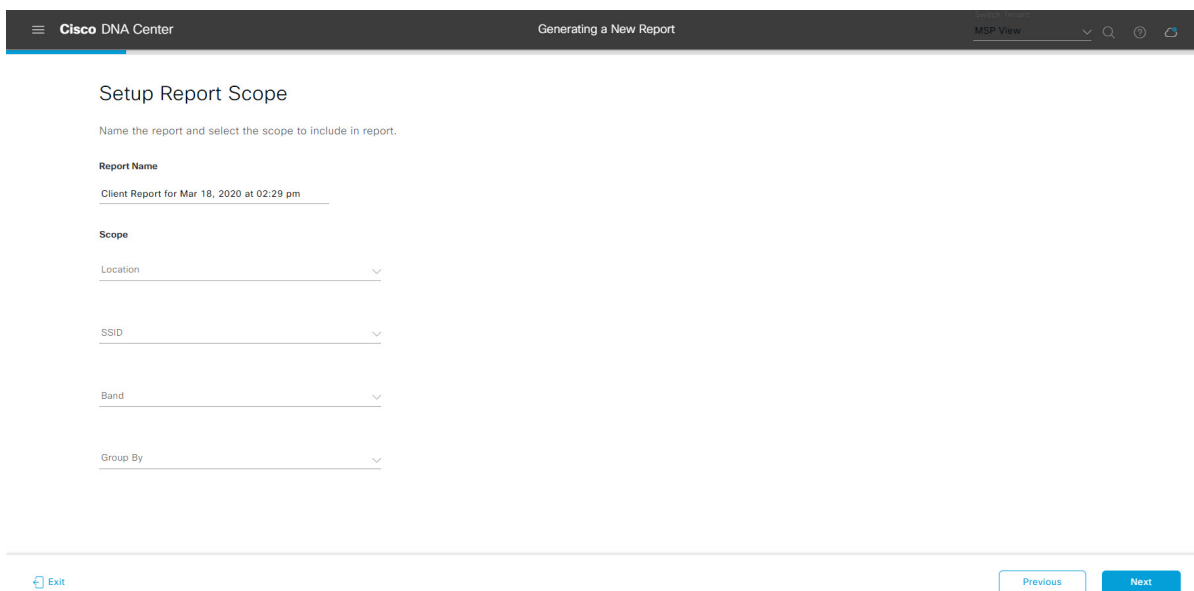 Cisco DNA Center
Generating a New Report
Switch Tenant
MSP View
Setup Report Scope
Name the report and select the scope to include in report.
Report Name
Client Report for Mar 18, 2020 at 02:29 pm
Scope
Location
SSID
Band
Group By
Exit
Previous
Next